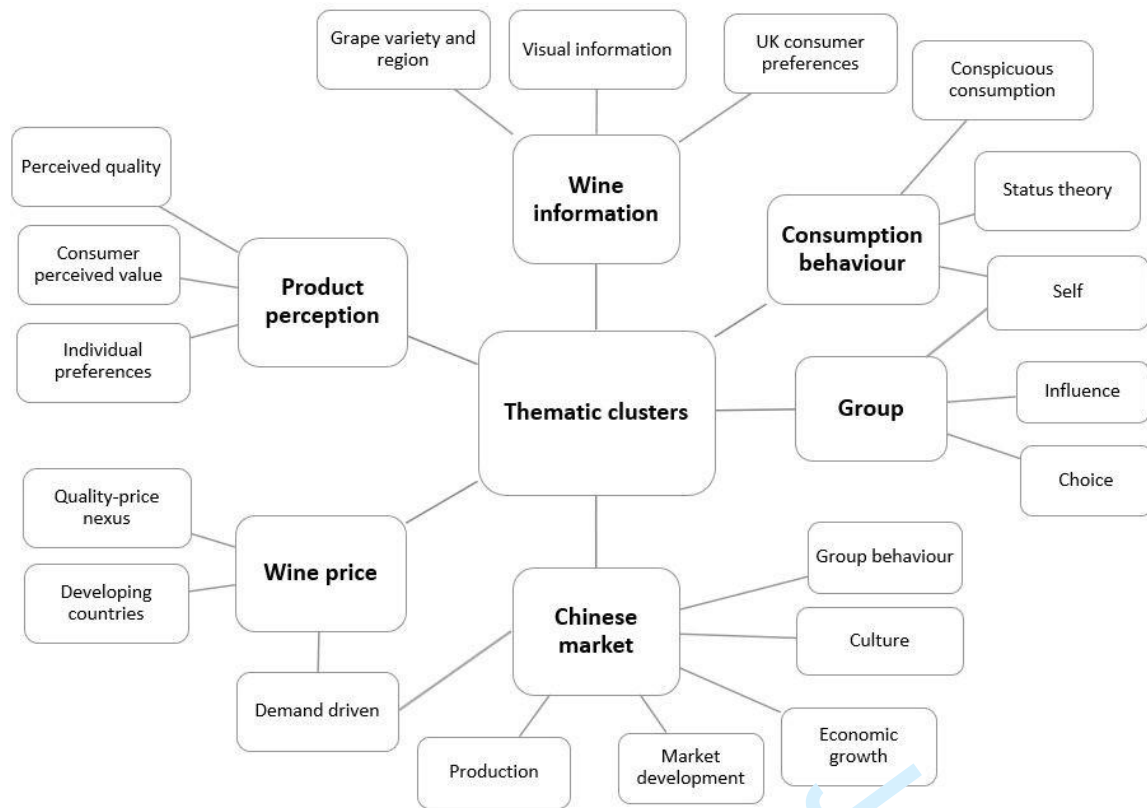 Grape variety and
region
Visual information
UK consumer
preferences
Conspicuous
consumption
Perceived quality
Wine
information
Status theory
Consumption
behaviour
Consumer
perceived value
Product
perception
Self
Individual
preferences
Thematic clusters
Group
Influence
Choice
Quality-price
nexus
Wine price
Developing
countries
Chinese
market
Group behaviour
Culture
Demand driven
Production
Market
development
Economic
growth